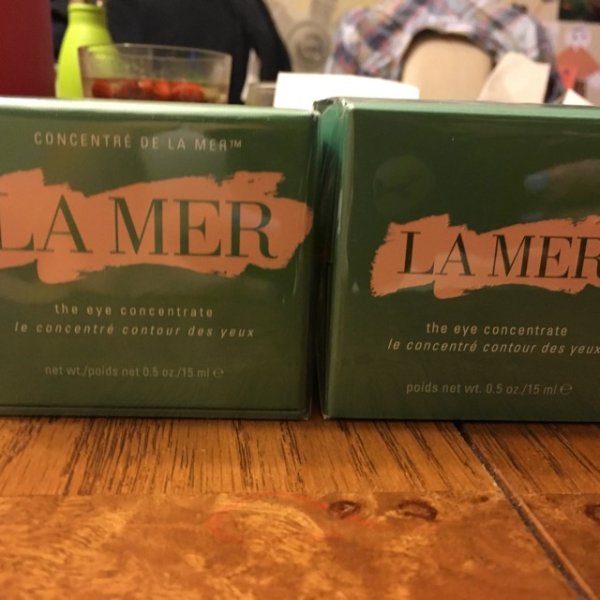 CONCENTRÉ DE LA MER™
LA MER
the eye concentrate
le concentré contour des yeux
net wt./poids net 0.5 oz./15 ml ℮
LA MER
the eye concentrate
le concentré contour des yeux
poids net wt. 0.5 oz./15 ml ℮